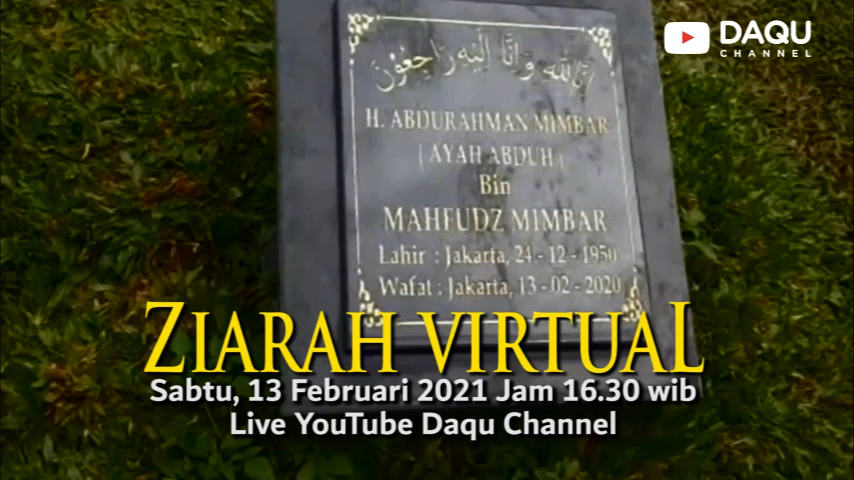 DAQU
CHANNEL
إنا لله وإنا إليه راجعون
H. ABDURAHMAN MIMBAR
( AYAH ABDUH )
Bin
MAHFUDZ MIMBAR
Lahir : Jakarta, 24 - 12 - 1950
Wafat : Jakarta, 13 - 02 - 2020
ZIARAH VIRTUAL
Sabtu, 13 Februari 2021 Jam 16.30 wib
Live YouTube Daqu Channel